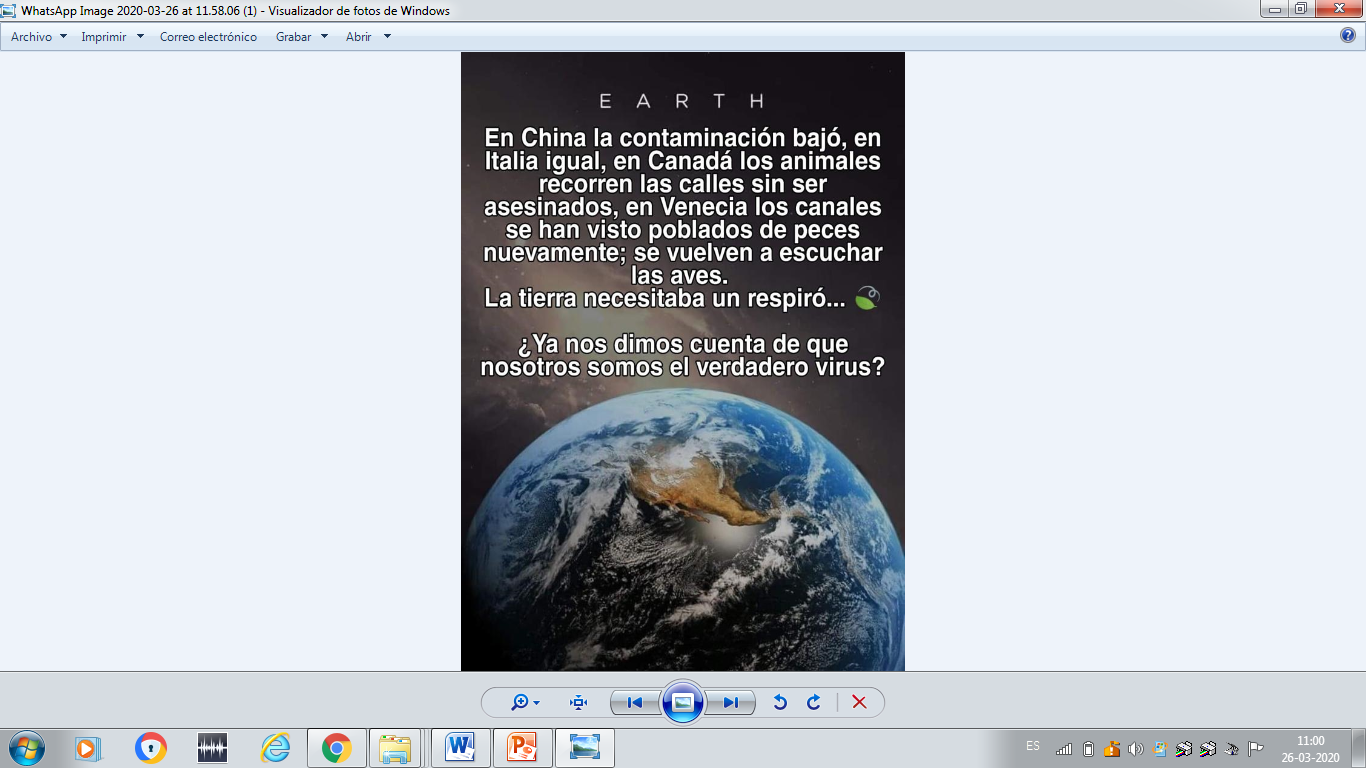 WhatsApp Image 2020-03-26 at 11.58.06 (1) - Visualizador de fotos de Windows
Archivo Imprimir Correo electrónico Grabar Abrir
E A R T H
En China la contaminación bajó, en
Italia igual, en Canadá los animales
recorren las calles sin ser
asesinados, en Venecia los canales
se han visto poblados de peces
nuevamente; se vuelven a escuchar
las aves.
La tierra necesitaba un respiró...
¿Ya nos dimos cuenta de que
nosotros somos el verdadero virus?
ES
11:00
26-03-2020